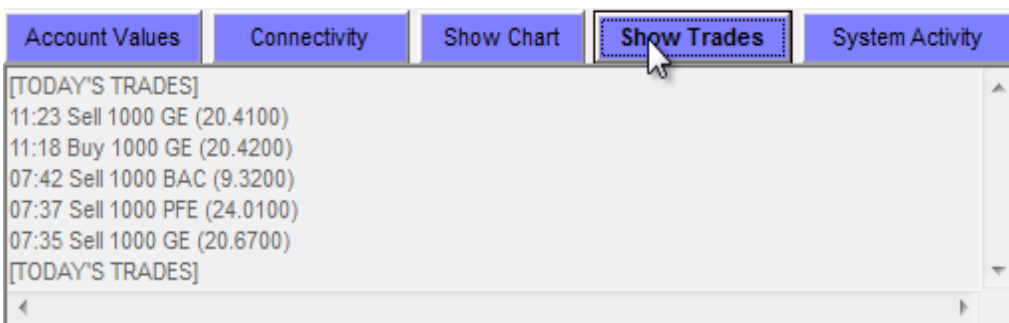 Account Values Connectivity Show Chart Show Trades System Activity
[TODAY'S TRADES]
11:23 Sell 1000 GE (20.4100)
11:18 Buy 1000 GE (20.4200)
07:42 Sell 1000 BAC (9.3200)
07:37 Sell 1000 PFE (24.0100)
07:35 Sell 1000 GE (20.6700)
[TODAY'S TRADES]